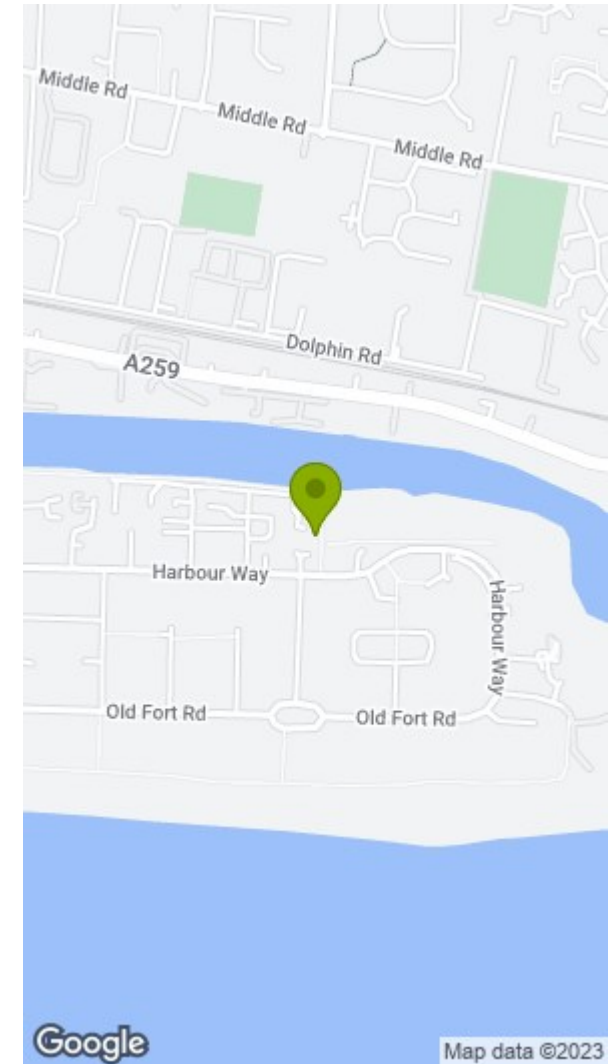 Middle Rd
Middle Rd
Middle Rd
Dolphin Rd
A259
Harbour Way
Harbour Way
Old Fort Rd
Old Fort Rd
Google
Map data ©2023